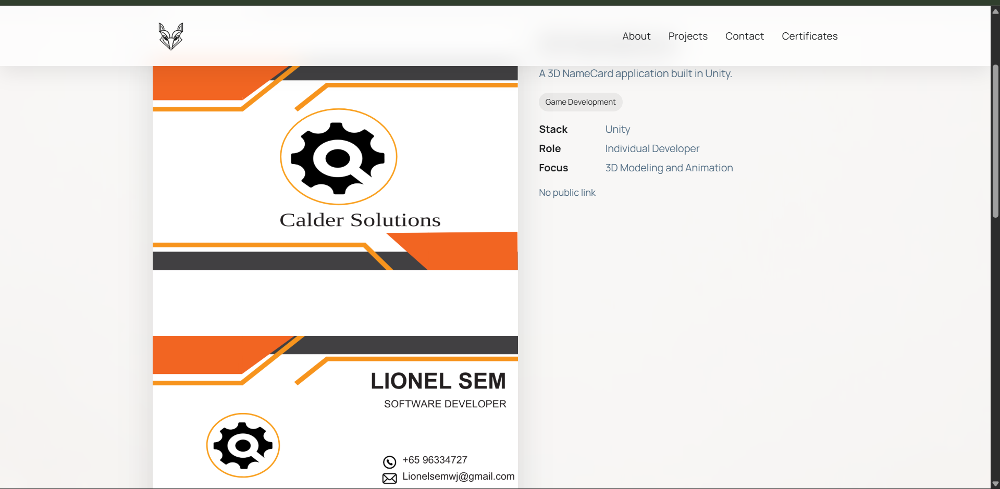 About Projects Contact Certificates
A 3D NameCard application built in Unity.
Game Development
Stack Unity
Role Individual Developer
Focus 3D Modeling and Animation
No public link
Calder Solutions
LIONEL SEM
SOFTWARE DEVELOPER
+65 96334727
Lionelsemwj@gmail.com